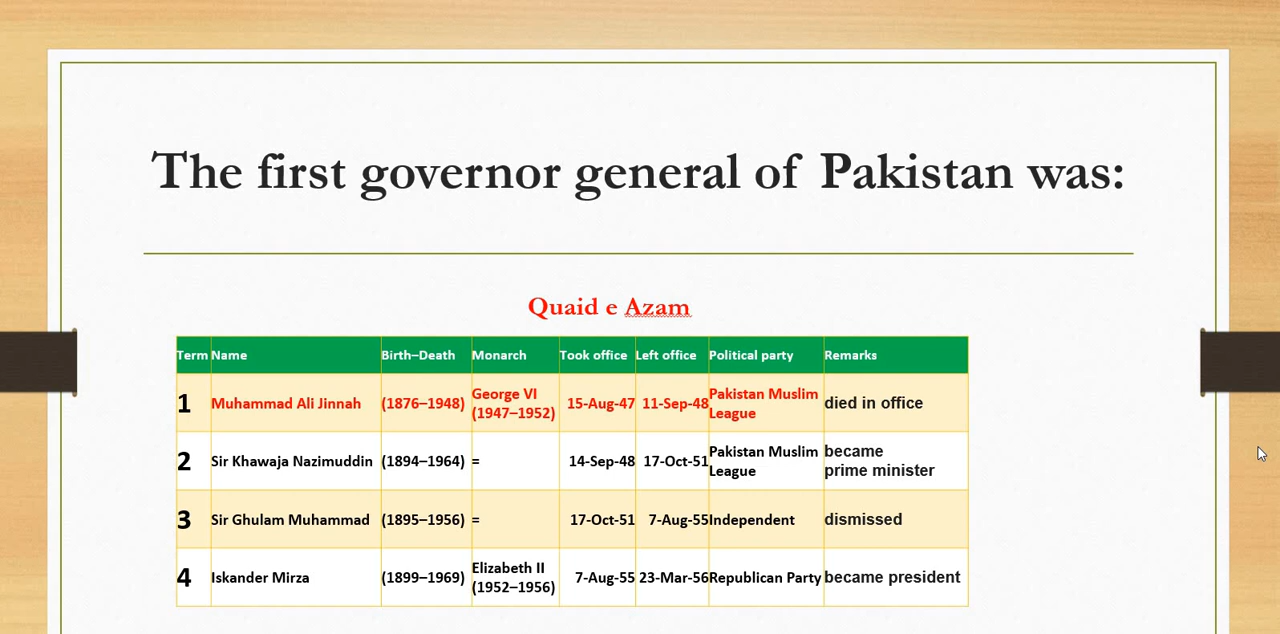 The first governor general of Pakistan was:
Quaid e Azam
Term Name Birth–Death Monarch Took office Left office Political party Remarks
1 Muhammad Ali Jinnah (1876–1948) George VI (1947–1952) 15-Aug-47 11-Sep-48 Pakistan Muslim League died in office
2 Sir Khawaja Nazimuddin (1894–1964) = 14-Sep-48 17-Oct-51 Pakistan Muslim League became prime minister
3 Sir Ghulam Muhammad (1895–1956) = 17-Oct-51 7-Aug-55 Independent dismissed
4 Iskander Mirza (1899–1969) Elizabeth II (1952–1956) 7-Aug-55 23-Mar-56 Republican Party became president